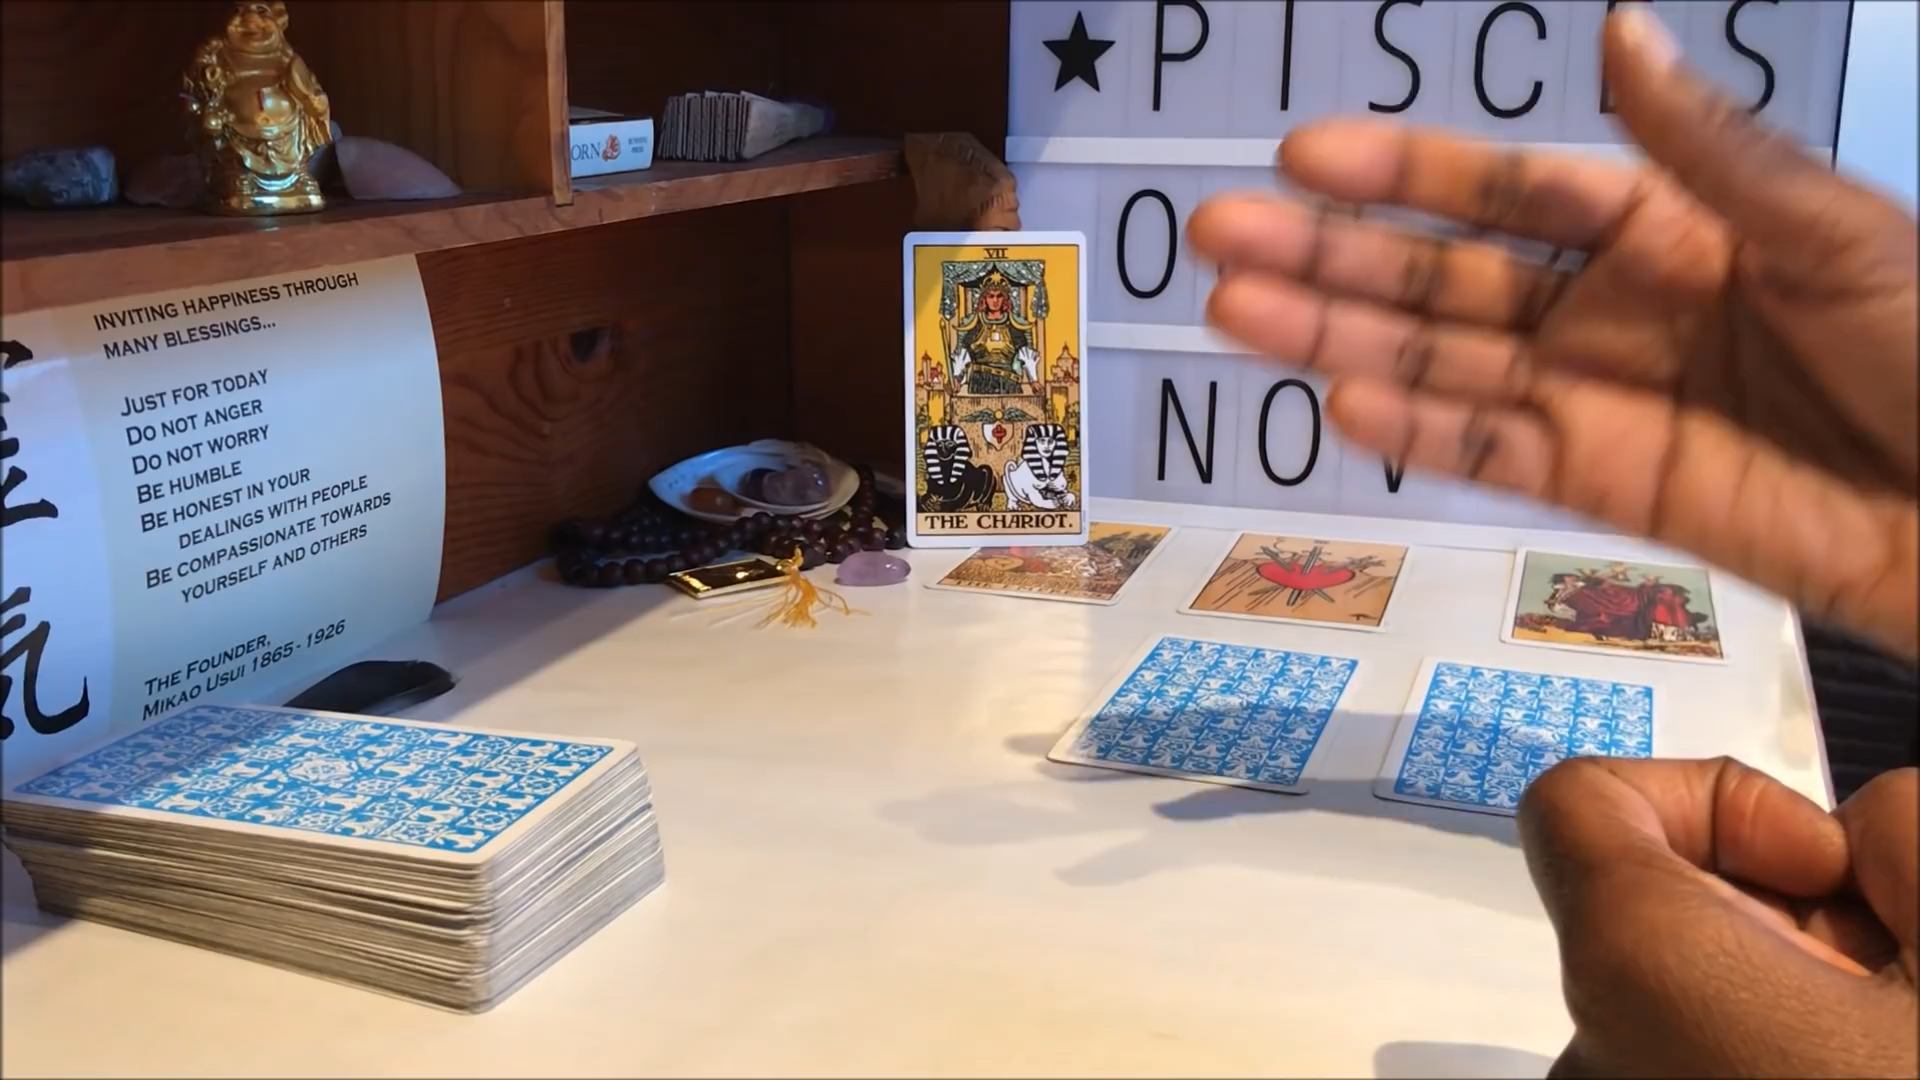 INVITING HAPPINESS THROUGH
MANY BLESSINGS...
JUST FOR TODAY
DO NOT ANGER
DO NOT WORRY
BE HUMBLE
BE HONEST IN YOUR
DEALINGS WITH PEOPLE
BE COMPASSIONATE TOWARDS
YOURSELF AND OTHERS
THE FOUNDER,
MIKAO USUI 1865 - 1926
氣
ORN
VII
THE CHARIOT.
★ PISCES
NOV